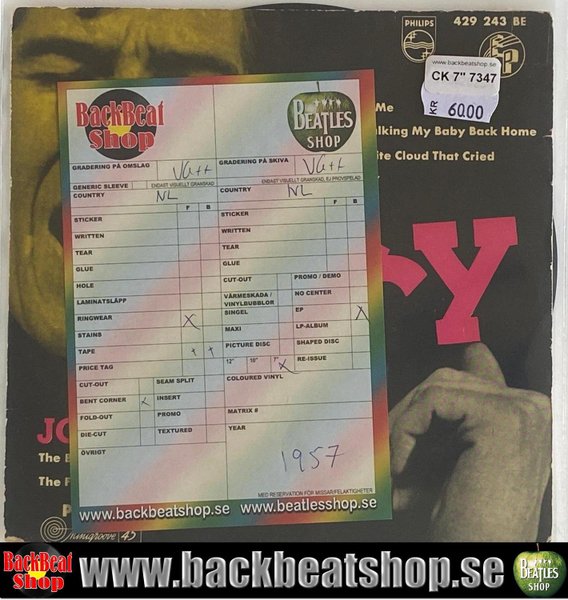 PHILIPS
429 243 BE
www.backbeatshop.se
CK 7" 7347
KR 60.00
Me
lking My Baby Back Home
ite Cloud That Cried
BackBeat
Shop
BEATLES
SHOP
GRADERING PÅ OMSLAG VG++
GENERIC SLEEVE ENDAST VISUELLT GRANSKAD
COUNTRY NL
F B
STICKER
WRITTEN
TEAR
GLUE
HOLE
LAMINATSLÄPP
RINGWEAR X
STAINS
TAPE x x
PRICE TAG
CUT-OUT SEAM SPLIT
BENT CORNER x INSERT
FOLD-OUT PROMO
DIE-CUT TEXTURED
ÖVRIGT
GRADERING PÅ SKIVA VG++
ENDAST VISUELLT GRANSKAD, EJ PROVSPELAD
COUNTRY NL
F B
STICKER
WRITTEN
TEAR
GLUE
CUT-OUT PROMO / DEMO
VÄRMESKADA / VINYLBUBBLOR NO CENTER
SINGEL EP X
MAXI LP-ALBUM
PICTURE DISC SHAPED DISC
12" 10" 7" X RE-ISSUE
COLOURED VINYL
MATRIX #
YEAR
1957
MED RESERVATION FÖR MISSAR/FELAKTIGHETER
www.backbeatshop.se www.beatlesshop.se
y
JO
The
The
P
minigroove 45
BackBeat
Shop
www.backbeatshop.se
BEATLES
SHOP